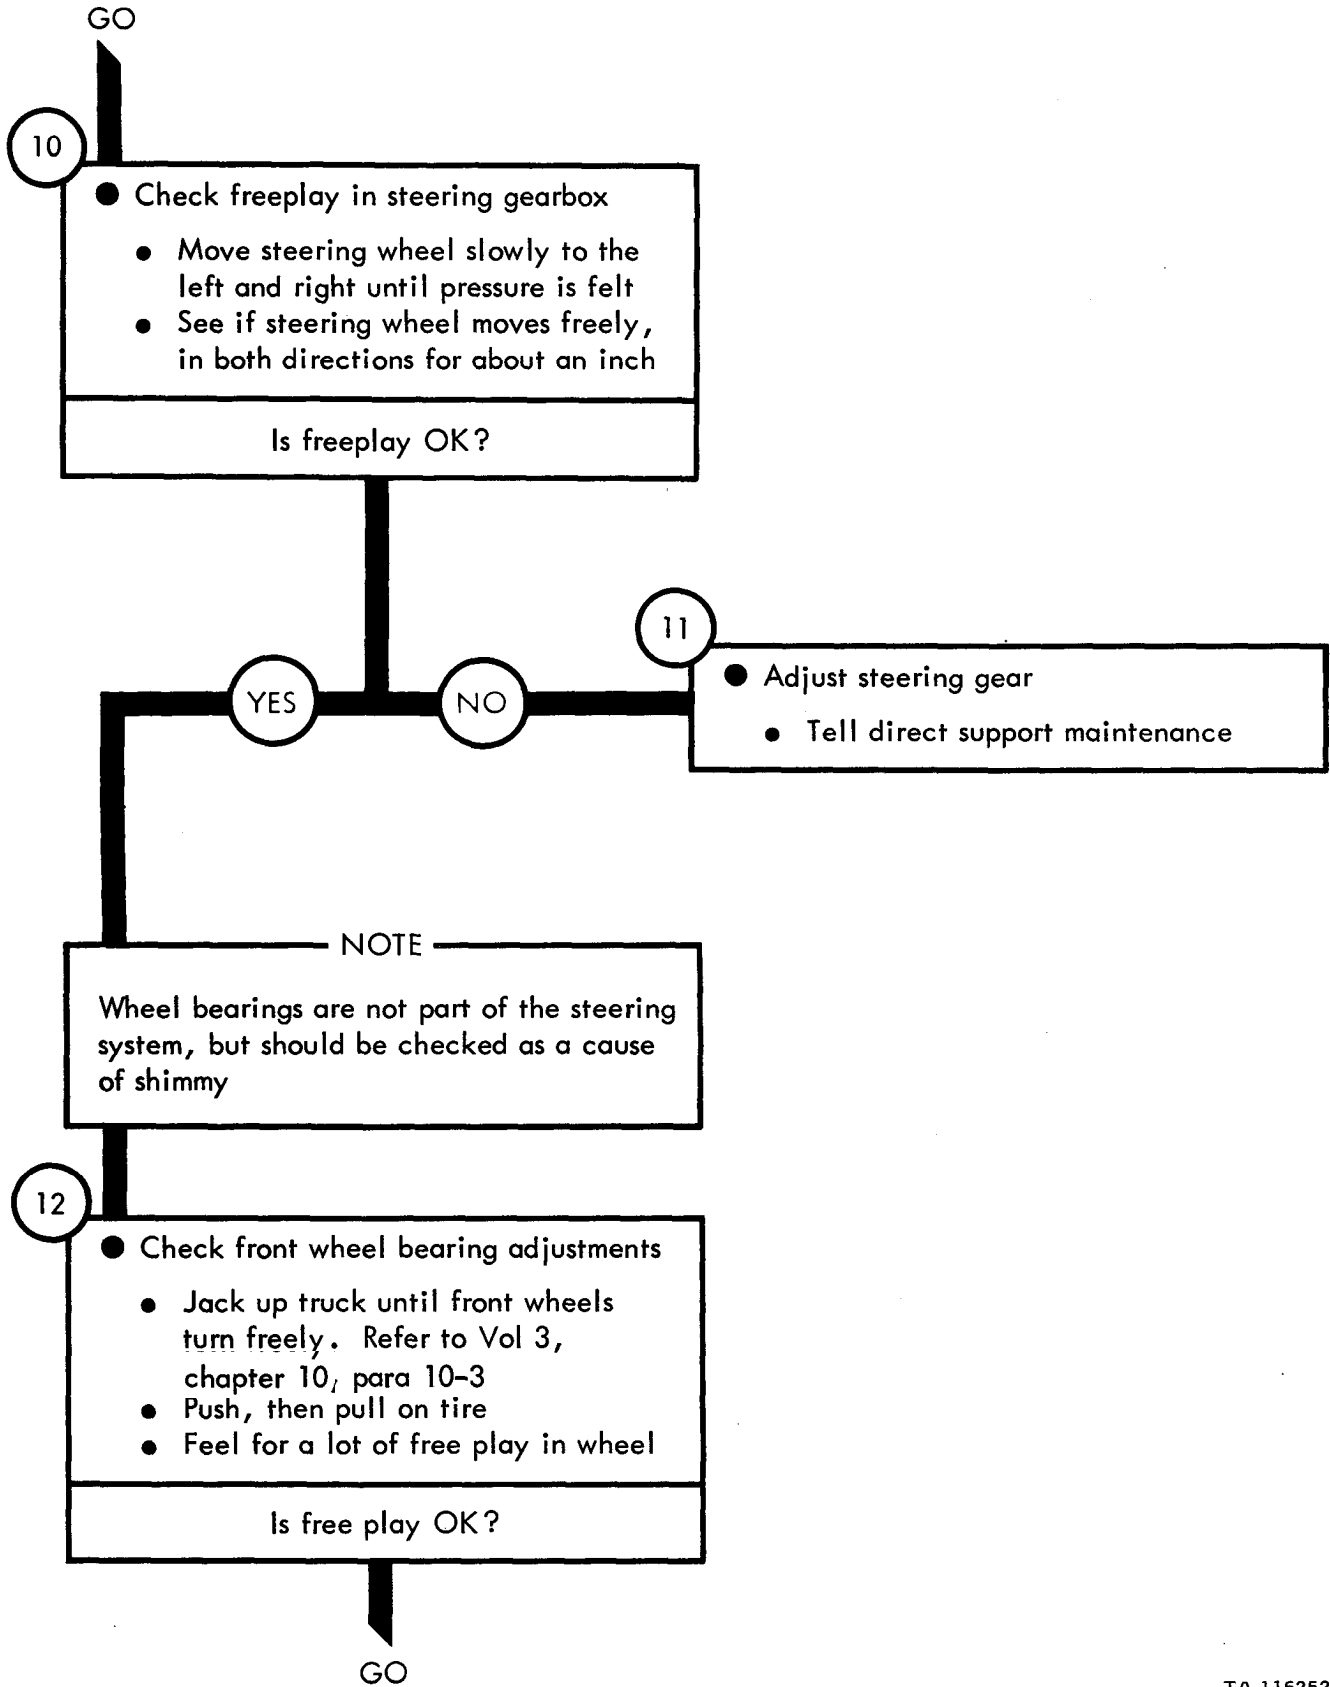 GO
10
● Check freeplay in steering gearbox
● Move steering wheel slowly to the
left and right until pressure is felt
● See if steering wheel moves freely,
in both directions for about an inch
Is freeplay OK?
YES
NO
11
● Adjust steering gear
● Tell direct support maintenance
NOTE
Wheel bearings are not part of the steering
system, but should be checked as a cause
of shimmy
12
● Check front wheel bearing adjustments
● Jack up truck until front wheels
turn freely. Refer to Vol 3,
chapter 10, para 10-3
● Push, then pull on tire
● Feel for a lot of free play in wheel
Is free play OK?
GO